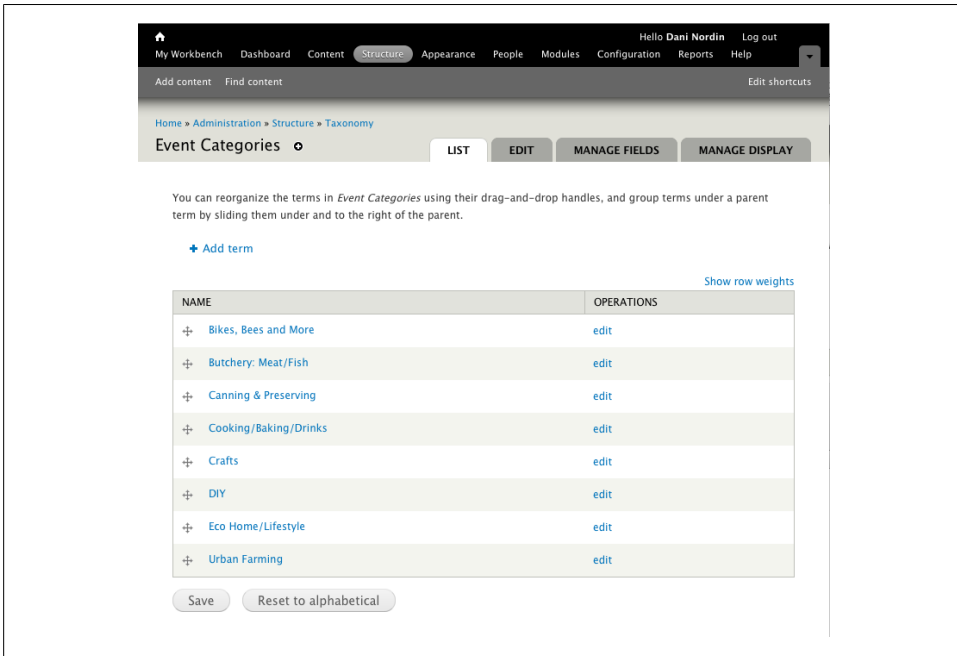 Hello Dani Nordin Log out
My Workbench Dashboard Content Structure Appearance People Modules Configuration Reports Help
Add content Find content Edit shortcuts
Home » Administration » Structure » Taxonomy
Event Categories LIST EDIT MANAGE FIELDS MANAGE DISPLAY
You can reorganize the terms in Event Categories using their drag-and-drop handles, and group terms under a parent
term by sliding them under and to the right of the parent.
+ Add term
Show row weights
NAME OPERATIONS
Bikes, Bees and More edit
Butchery: Meat/Fish edit
Canning & Preserving edit
Cooking/Baking/Drinks edit
Crafts edit
DIY edit
Eco Home/Lifestyle edit
Urban Farming edit
Save Reset to alphabetical